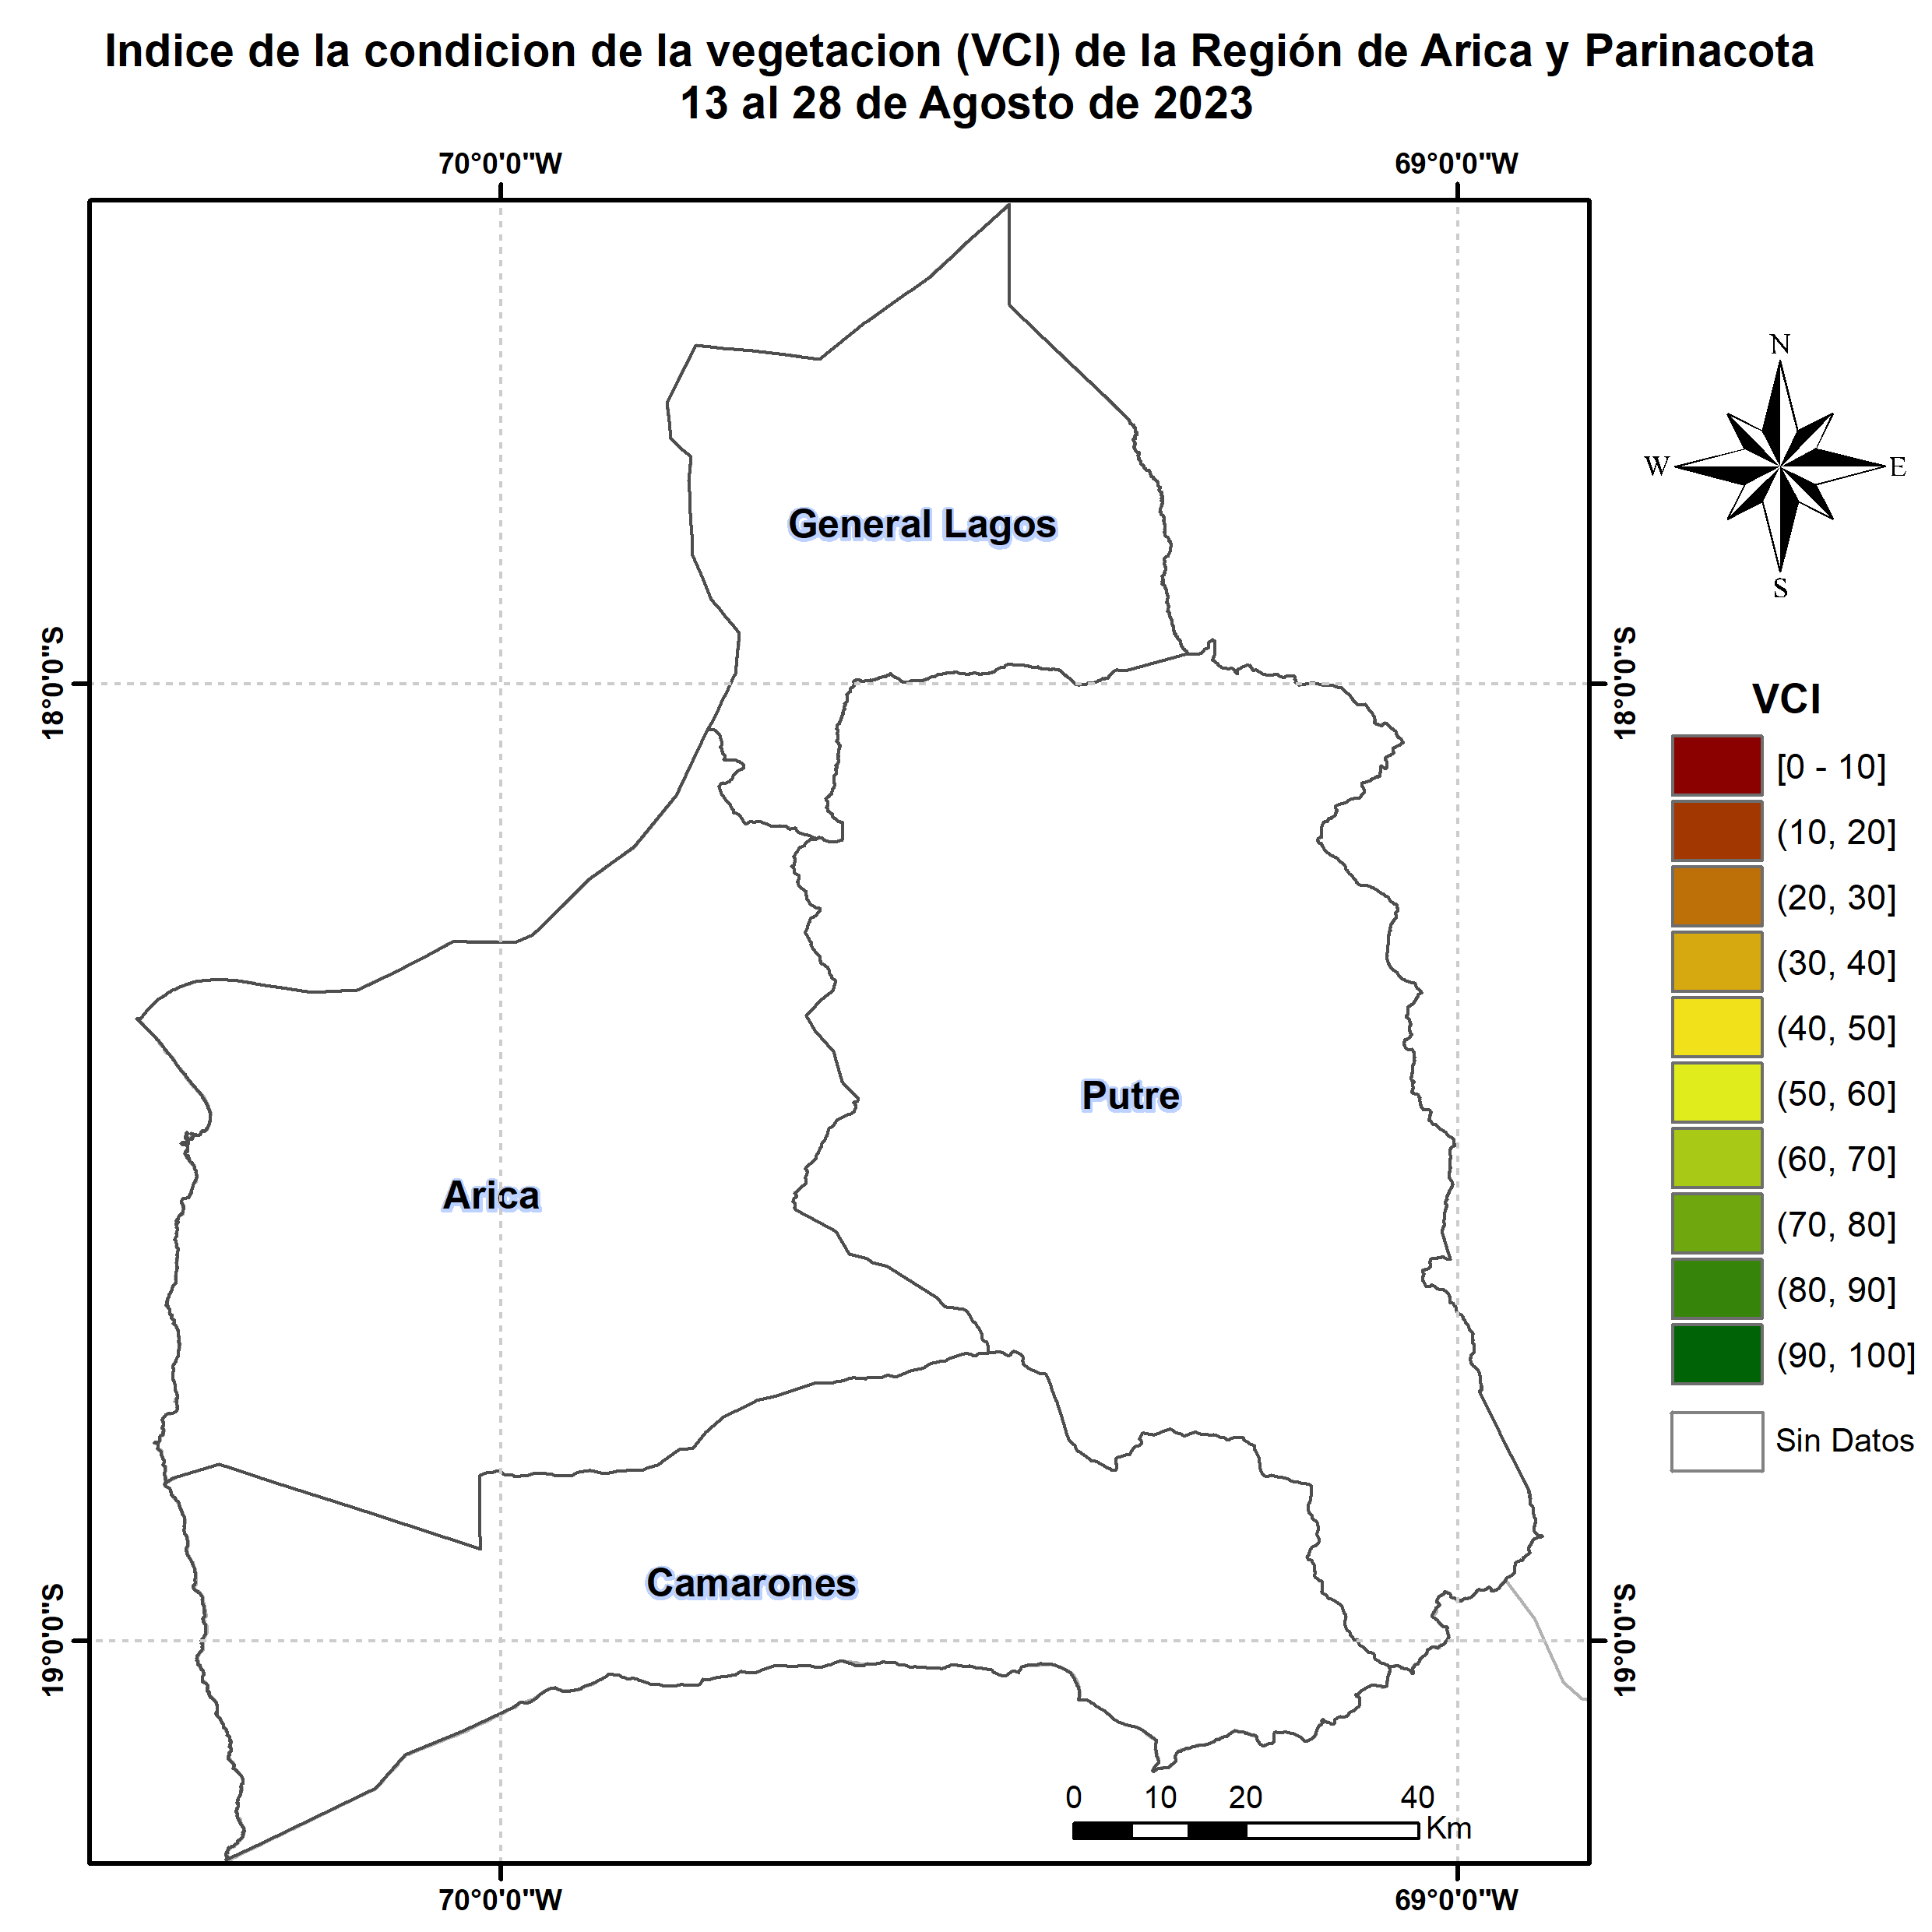 Indice de la condicion de la vegetacion (VCI) de la Región de Arica y Parinacota
13 al 28 de Agosto de 2023
70°0'0"W
69°0'0"W
N
W
E
S
General Lagos
18°0'0"S
18°0'0"S
VCI
[0 - 10]
(10, 20]
(20, 30]
(30, 40]
(40, 50]
(50, 60]
(60, 70]
(70, 80]
(80, 90]
(90, 100]
Sin Datos
Putre
Arica
Camarones
19°0'0"S
19°0'0"S
0 10 20 40
Km
70°0'0"W
69°0'0"W